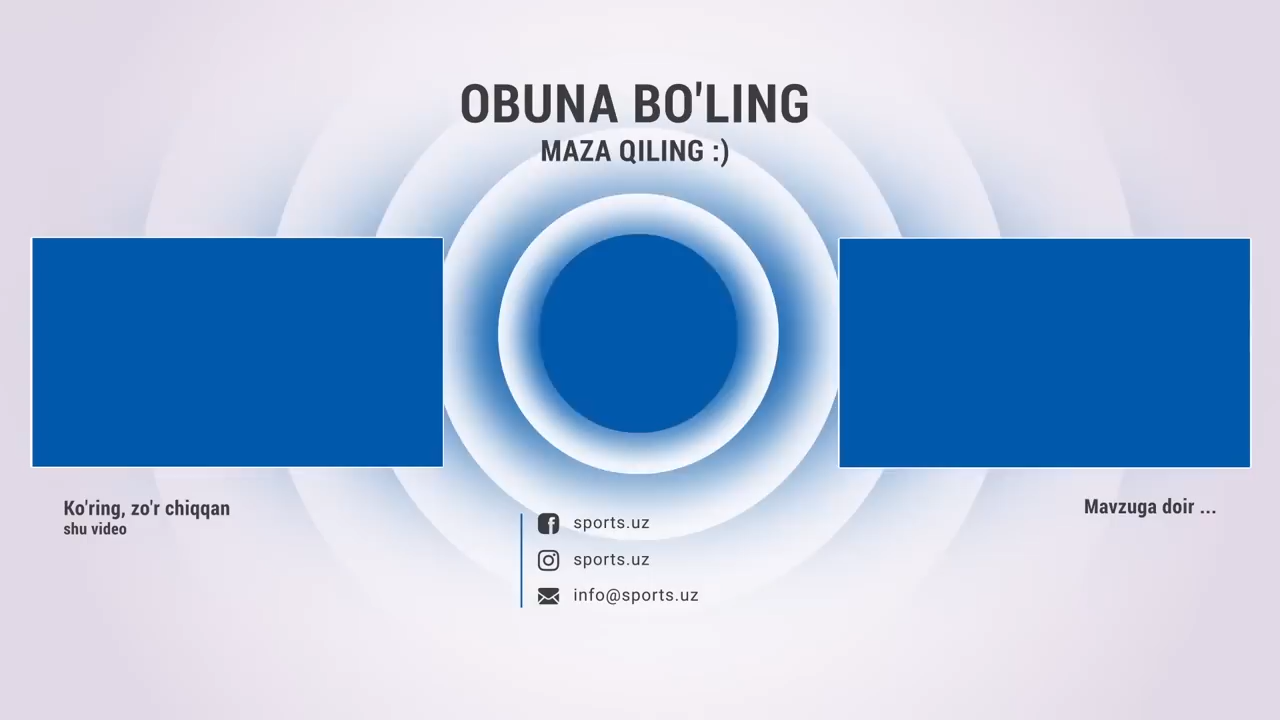 OBUNA BO'LING
MAZA QILING :)
Ko'ring, zo'r chiqqan
shu video
Mavzuga doir ...
sports.uz
sports.uz
info@sports.uz